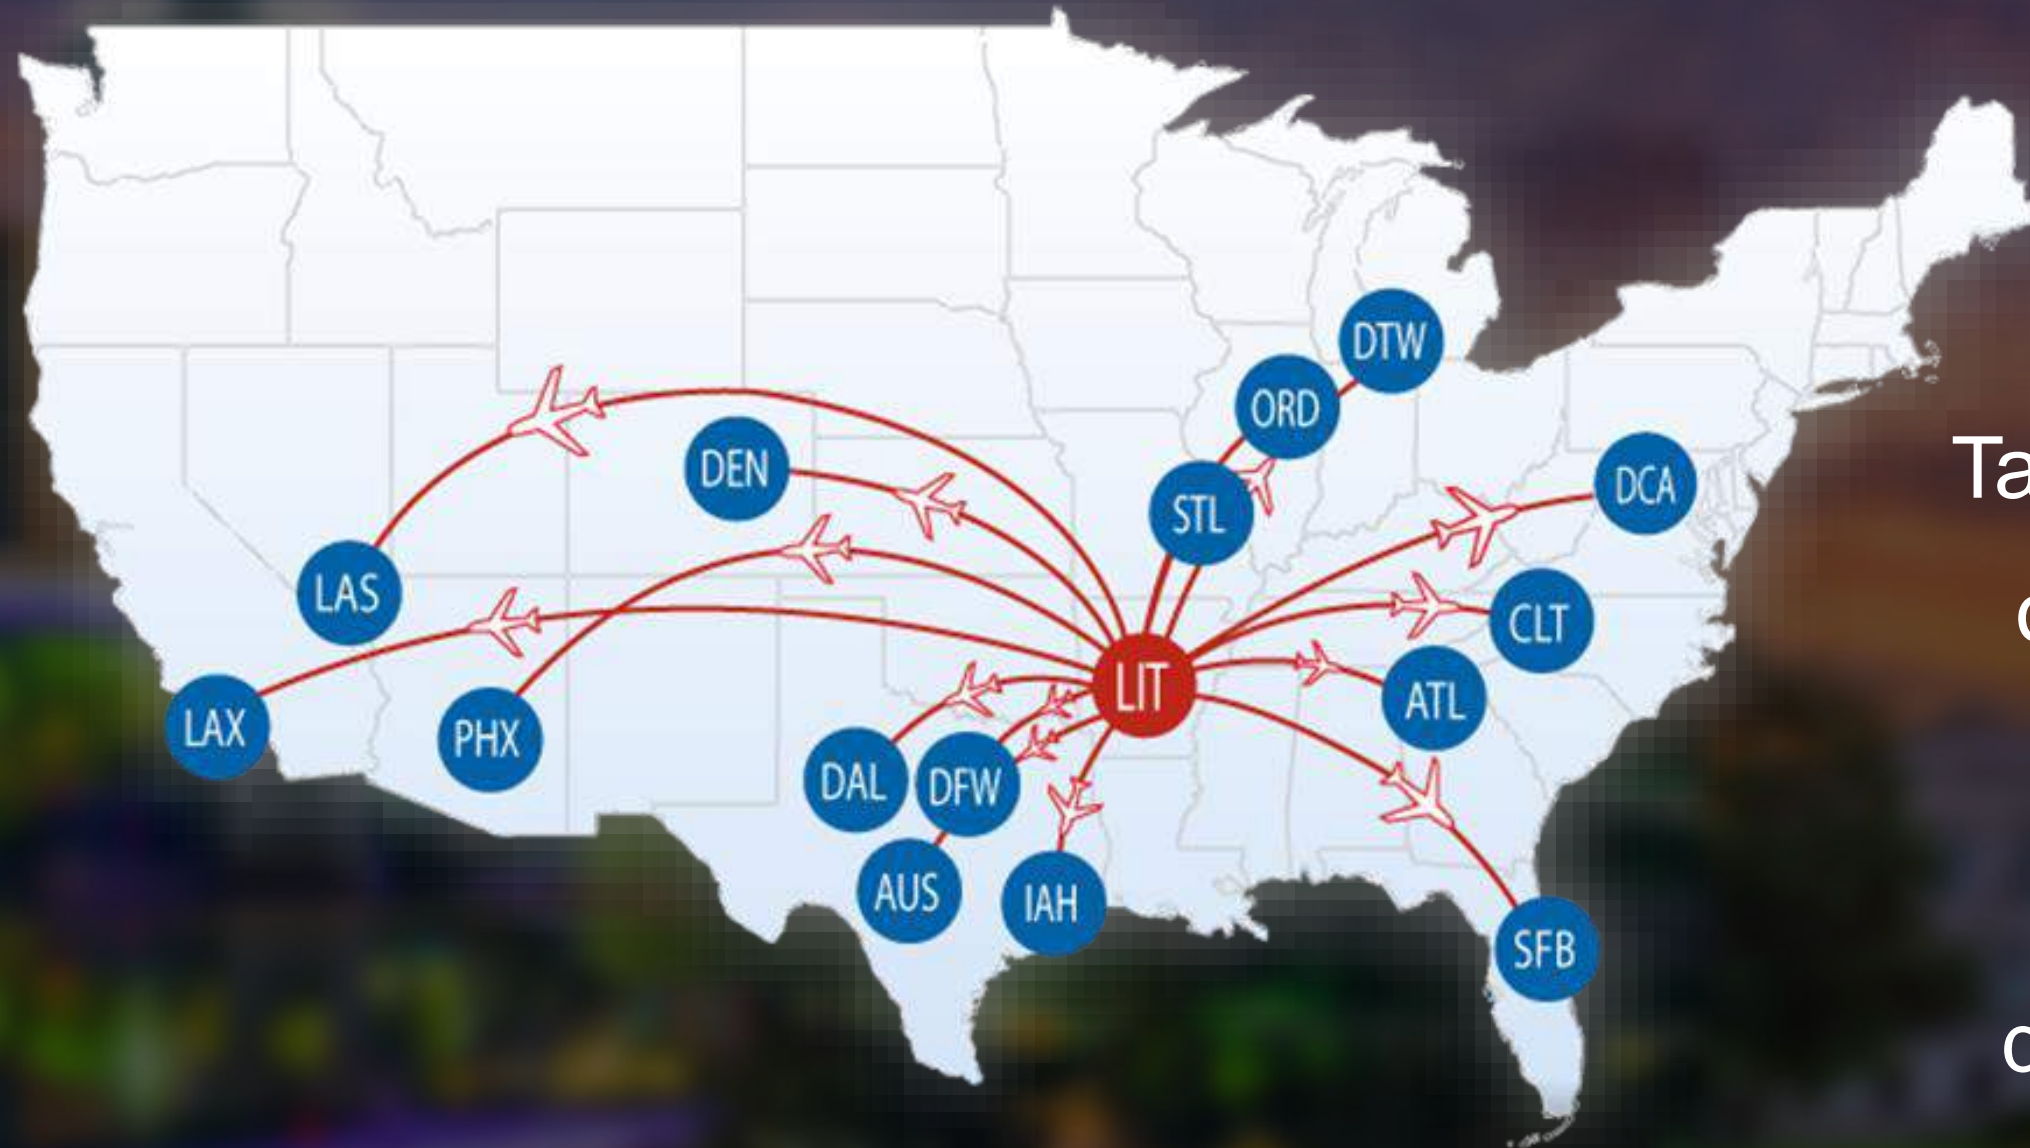 DTW
ORD
DEN
DCA
STL
LAS
CLT
LIT
LAX
PHX
ATL
DAL
DFW
AUS
IAH
SFB
Ta